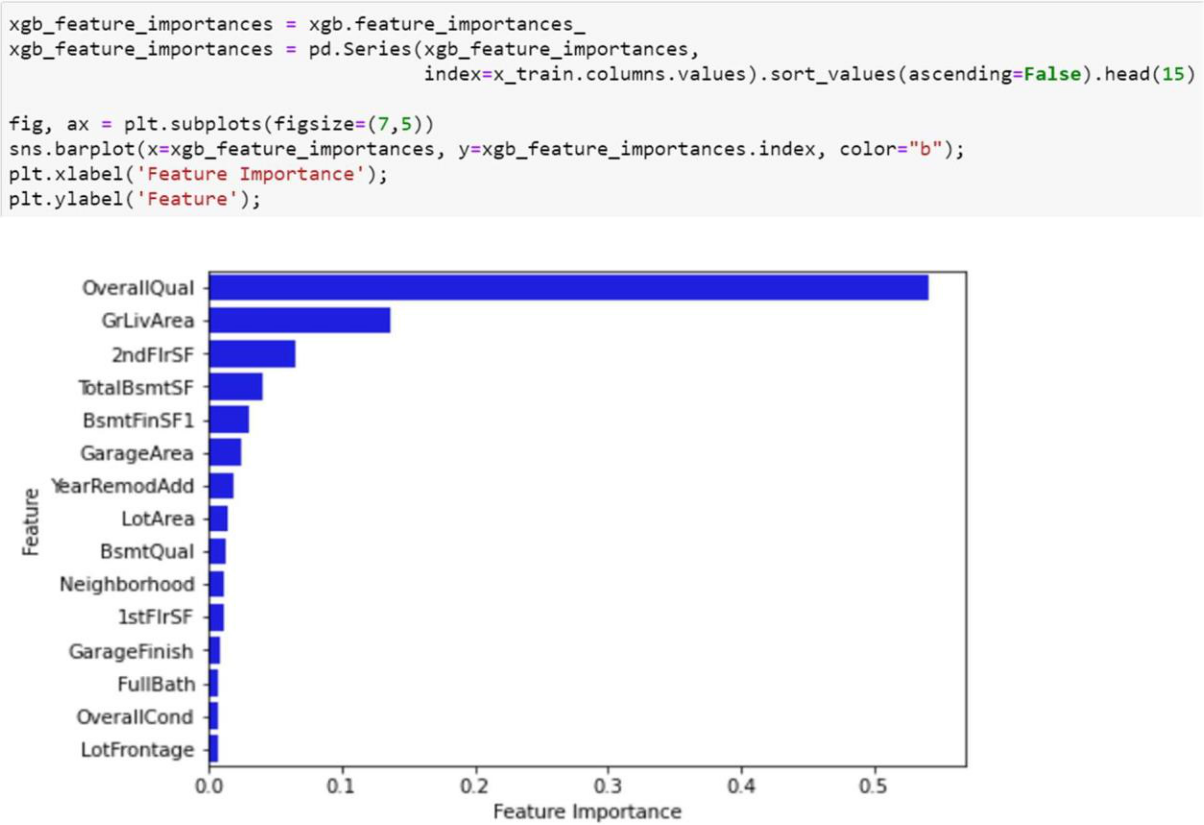 xgb_feature_importances = xgb.feature_importances_
xgb_feature_importances = pd.Series(xgb_feature_importances,
index=x_train.columns.values).sort_values(ascending=False).head(15)
fig, ax = plt.subplots(figsize=(7,5))
sns.barplot(x=xgb_feature_importances, y=xgb_feature_importances.index, color="b");
plt.xlabel('Feature Importance');
plt.ylabel('Feature');
OverallQual
GrLivArea
2ndFlrSF
TotalBsmtSF
BsmtFinSF1
GarageArea
YearRemodAdd
LotArea
BsmtQual
Neighborhood
1stFlrSF
GarageFinish
FullBath
OverallCond
LotFrontage
Feature
0.0 0.1 0.2 0.3 0.4 0.5
Feature Importance